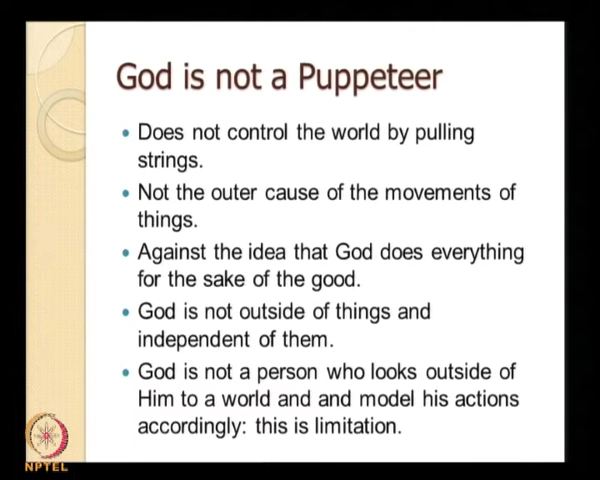 God is not a Puppeteer
• Does not control the world by pulling
strings.
• Not the outer cause of the movements of
things.
• Against the idea that God does everything
for the sake of the good.
• God is not outside of things and
independent of them.
• God is not a person who looks outside of
Him to a world and and model his actions
accordingly: this is limitation.
NPTEL